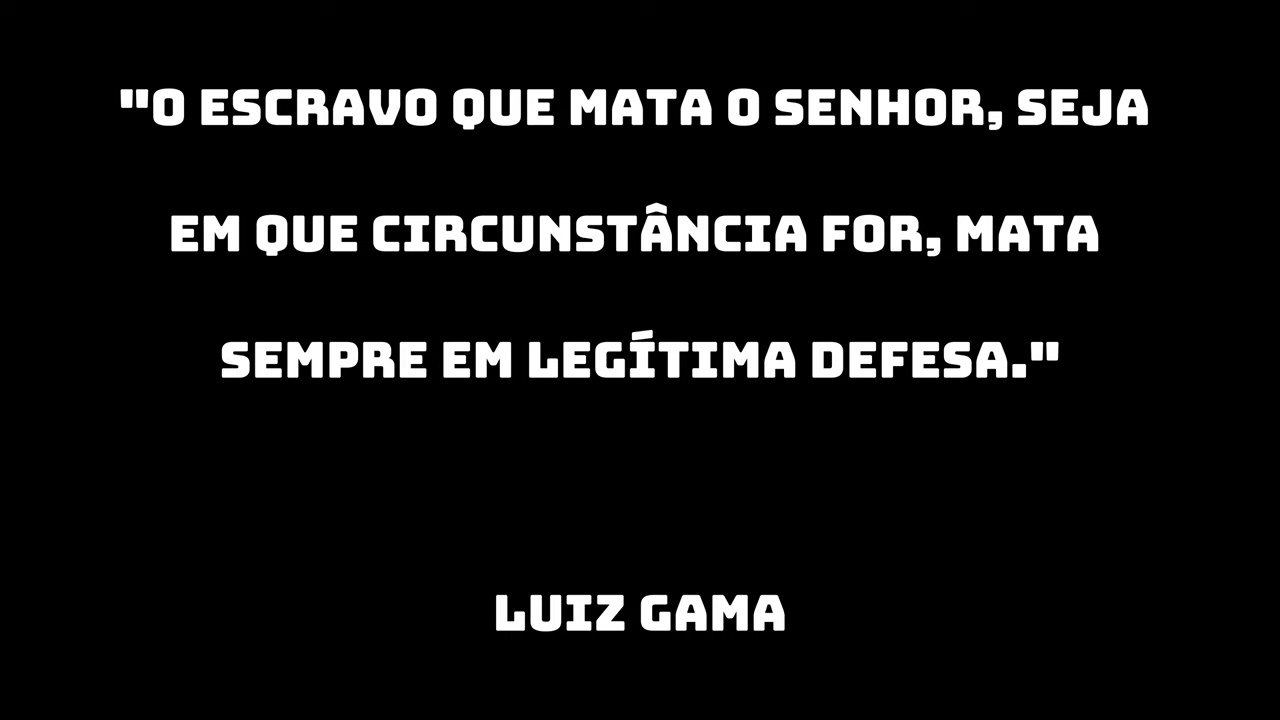 "O ESCRAVO QUE MATA O SENHOR, SEJA
EM QUE CIRCUNSTÂNCIA FOR, MATA
SEMPRE EM LEGÍTIMA DEFESA."
LUIZ GAMA